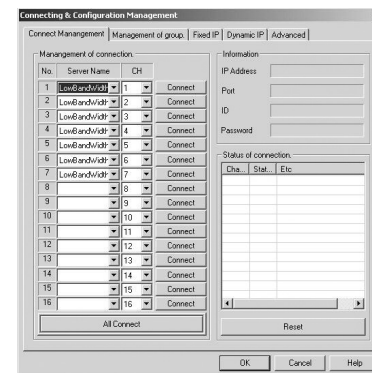 Connecting & Configuration Management
Connect Management Management of group. Fixed IP Dynamic IP Advanced
Manangement of connection.
No. Server Name CH
1 LowBandWidth 1 Connect
2 LowBandWidth 2 Connect
3 LowBandWidth 3 Connect
4 LowBandWidth 4 Connect
5 LowBandWidth 5 Connect
6 LowBandWidth 6 Connect
7 LowBandWidth 7 Connect
8 8 Connect
9 9 Connect
10 10 Connect
11 11 Connect
12 12 Connect
13 13 Connect
14 14 Connect
15 15 Connect
16 16 Connect
All Connect
Information
IP Address
Port
ID
Password
Status of connection.
Cha... Stat... Etc
Reset
OK Cancel Help